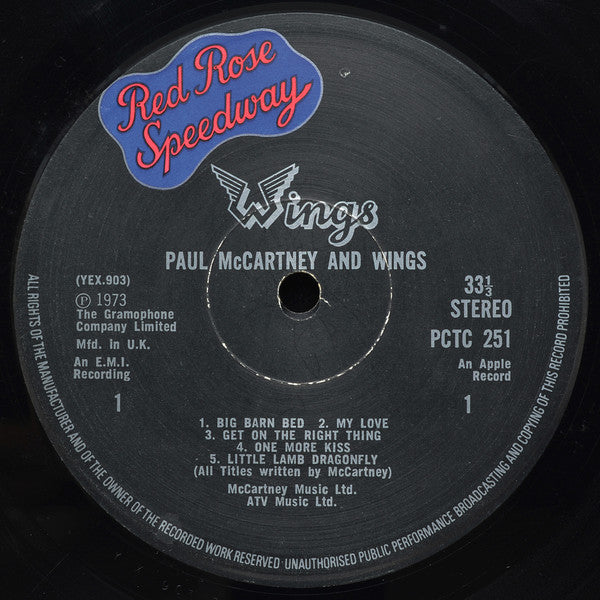 Red Rose
Speedway
Wings
PAUL McCARTNEY AND WINGS
(YEX.903)
Ⓟ 1973
The Gramophone
Company Limited
Mfd. In U.K.
An E.M.I.
Recording
1
33⅓
STEREO
PCTC 251
An Apple
Record
1
1. BIG BARN BED 2. MY LOVE
3. GET ON THE RIGHT THING
4. ONE MORE KISS
5. LITTLE LAMB DRAGONFLY
(All Titles written by McCartney)
McCartney Music Ltd.
ATV Music Ltd.
ALL RIGHTS OF THE MANUFACTURER AND OF THE OWNER OF THE RECORDED WORK RESERVED UNAUTHORISED PUBLIC PERFORMANCE BROADCASTING AND COPYING OF THIS RECORD PROHIBITED